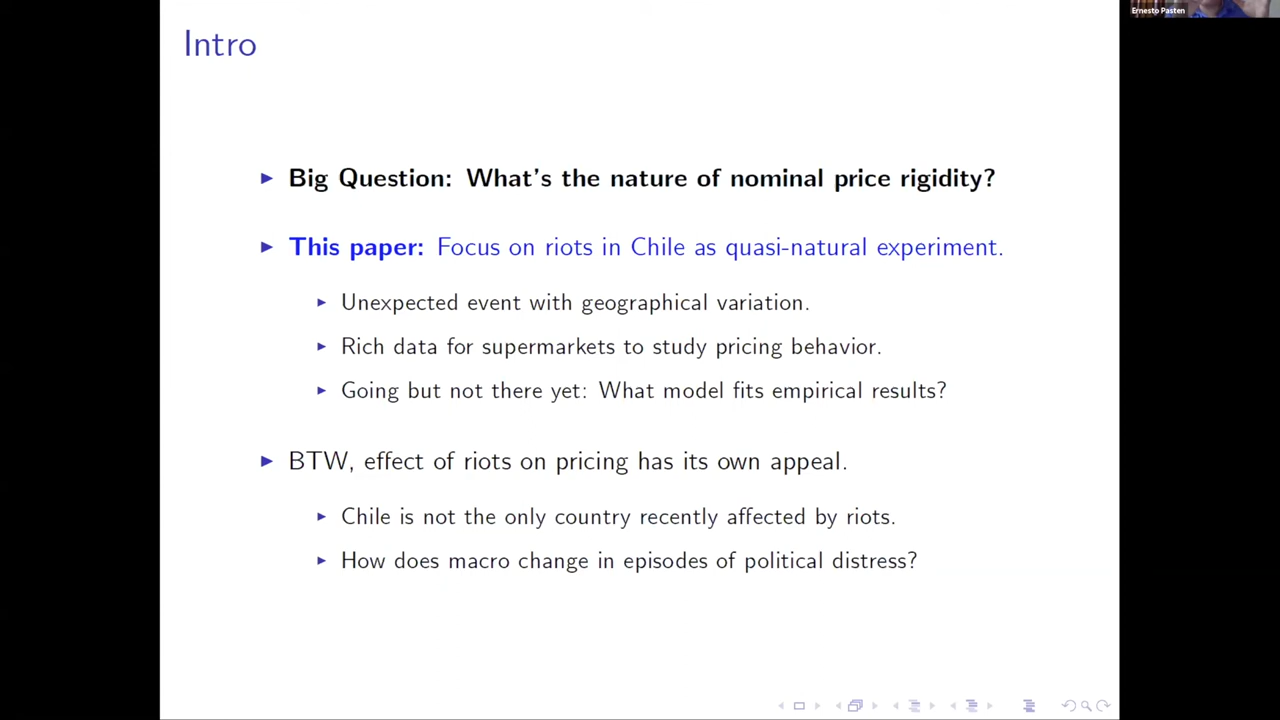 Ernesto Pasten
Intro
Big Question: What's the nature of nominal price rigidity?
This paper: Focus on riots in Chile as quasi-natural experiment.
Unexpected event with geographical variation.
Rich data for supermarkets to study pricing behavior.
Going but not there yet: What model fits empirical results?
BTW, effect of riots on pricing has its own appeal.
Chile is not the only country recently affected by riots.
How does macro change in episodes of political distress?